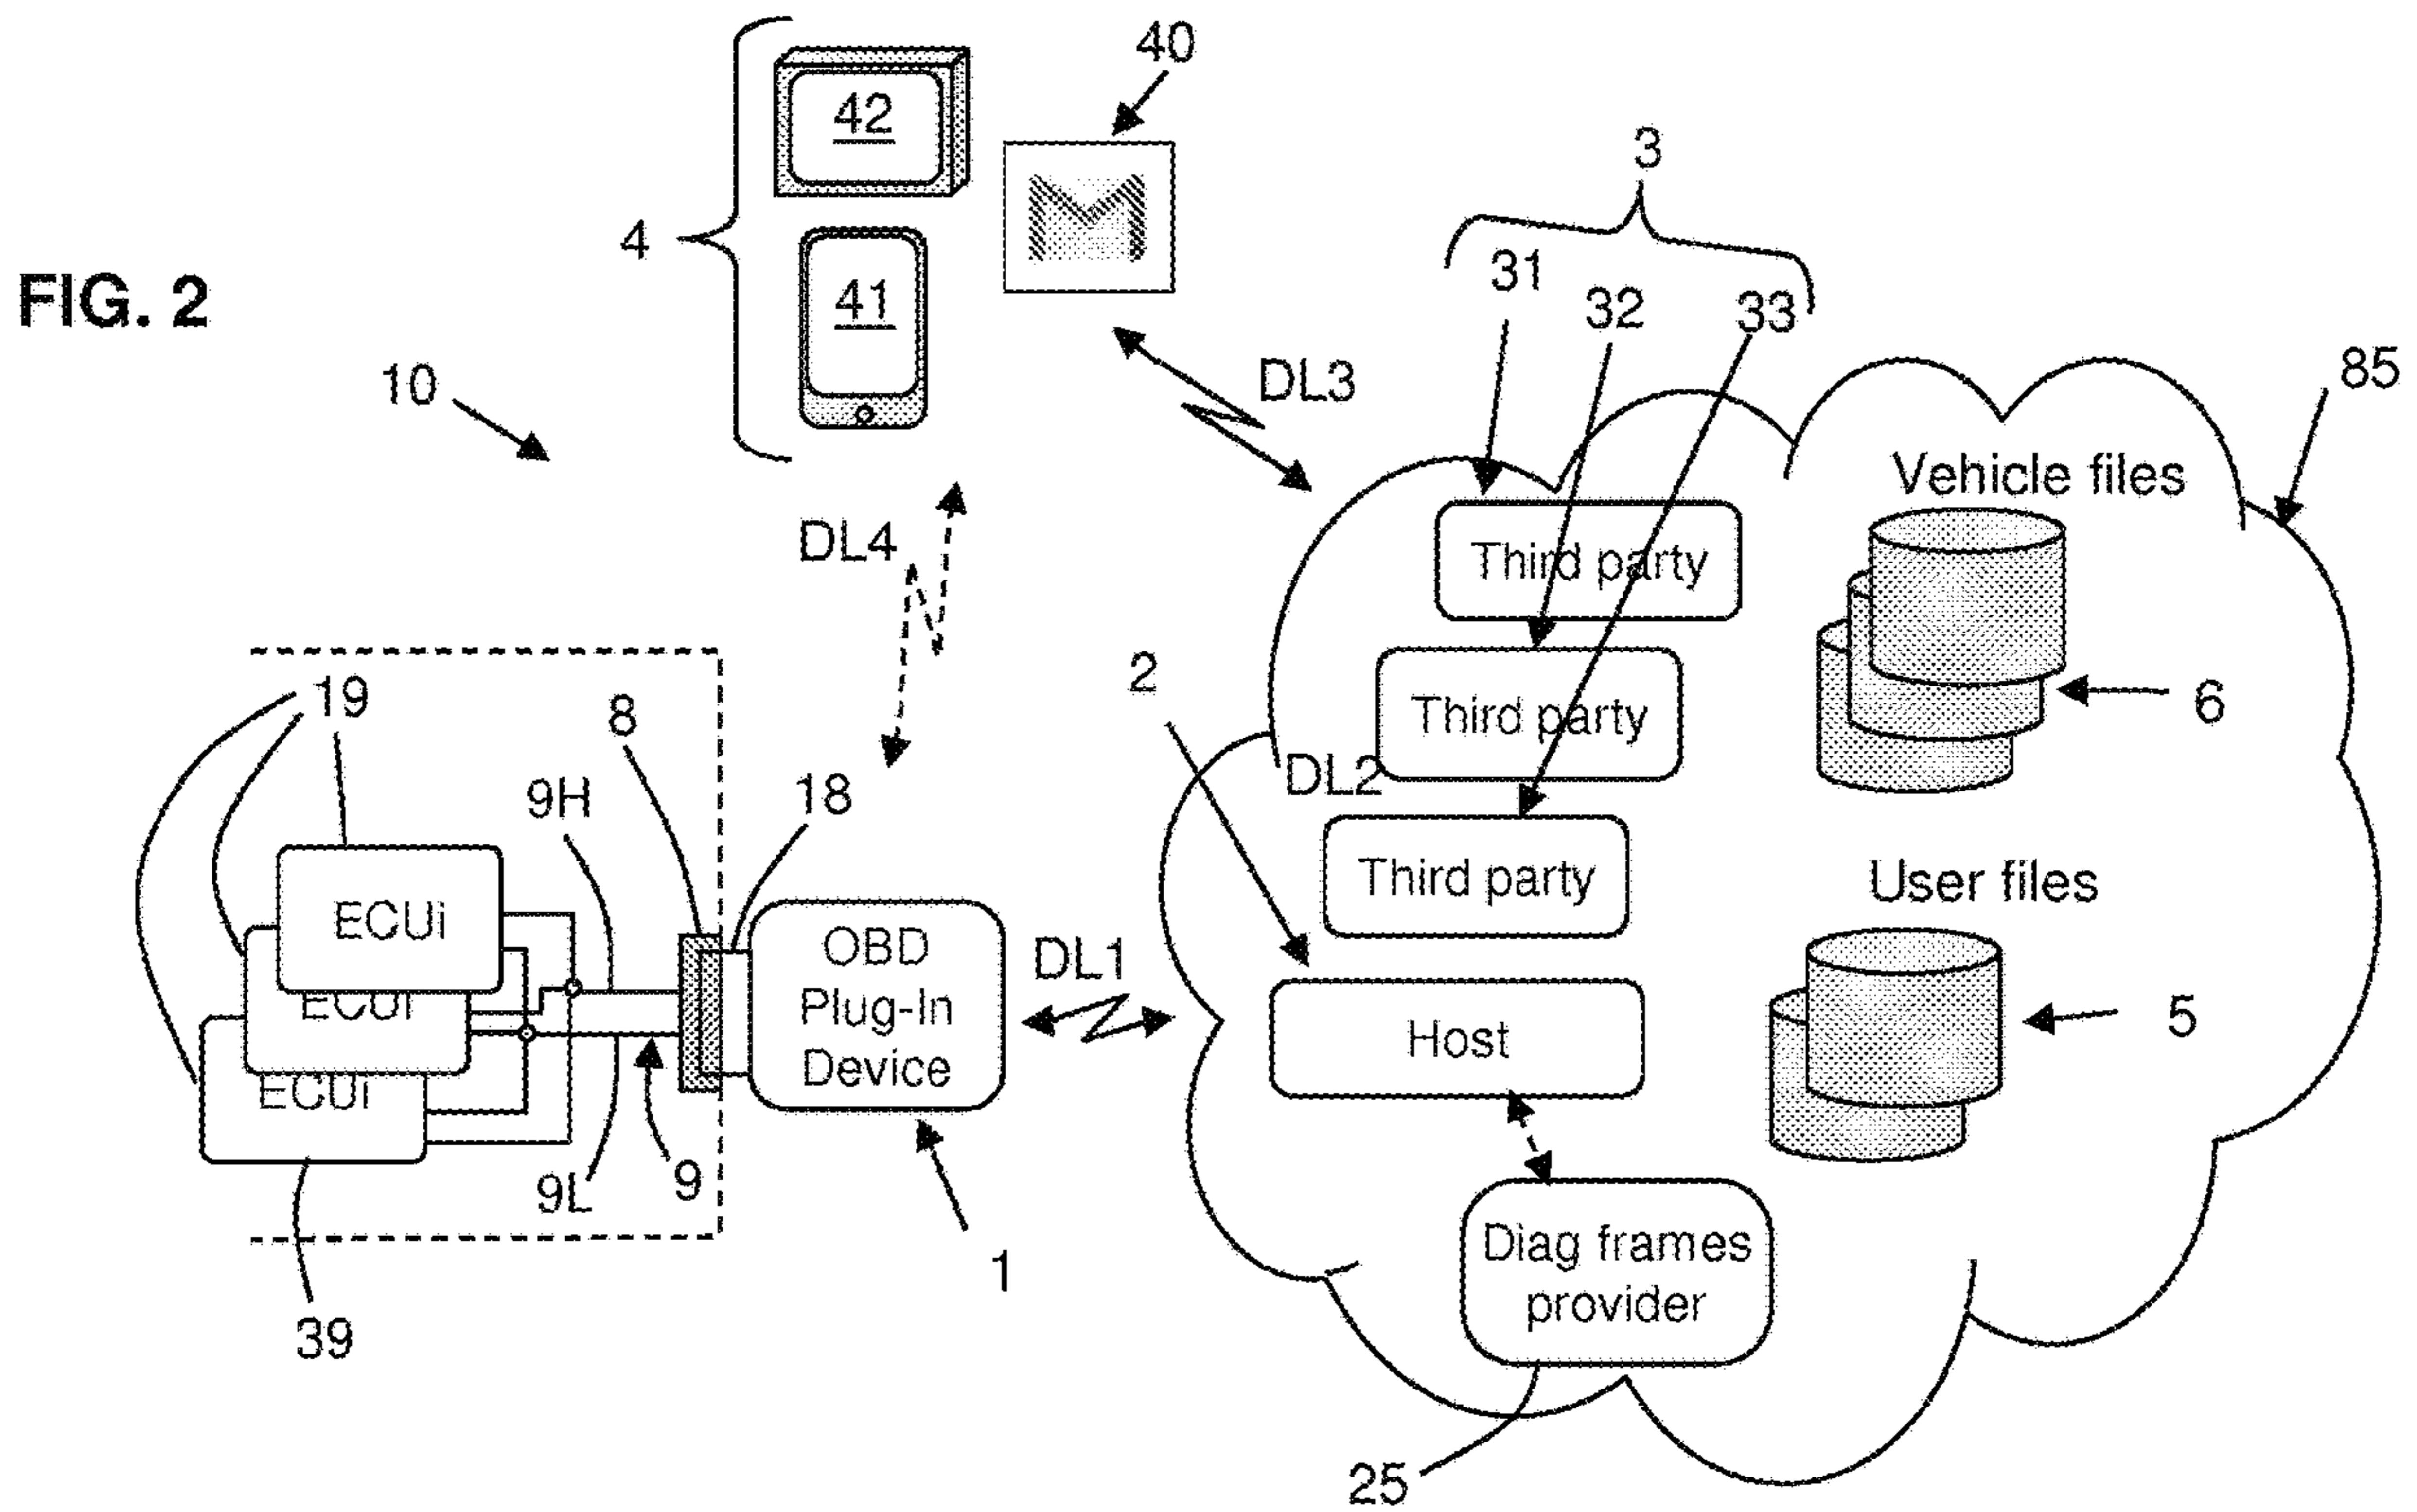 FIG. 2
40
42
4
41
M
3
31
32
33
85
10
DL3
DL4
Vehicle files
Third party
Third party
Third party
DL2
6
2
19
8
9H
18
User files
ECUi
ECUi
ECUi
OBD
Plug-In
Device
DL1
Host
5
9L
9
1
Diag frames
provider
39
25